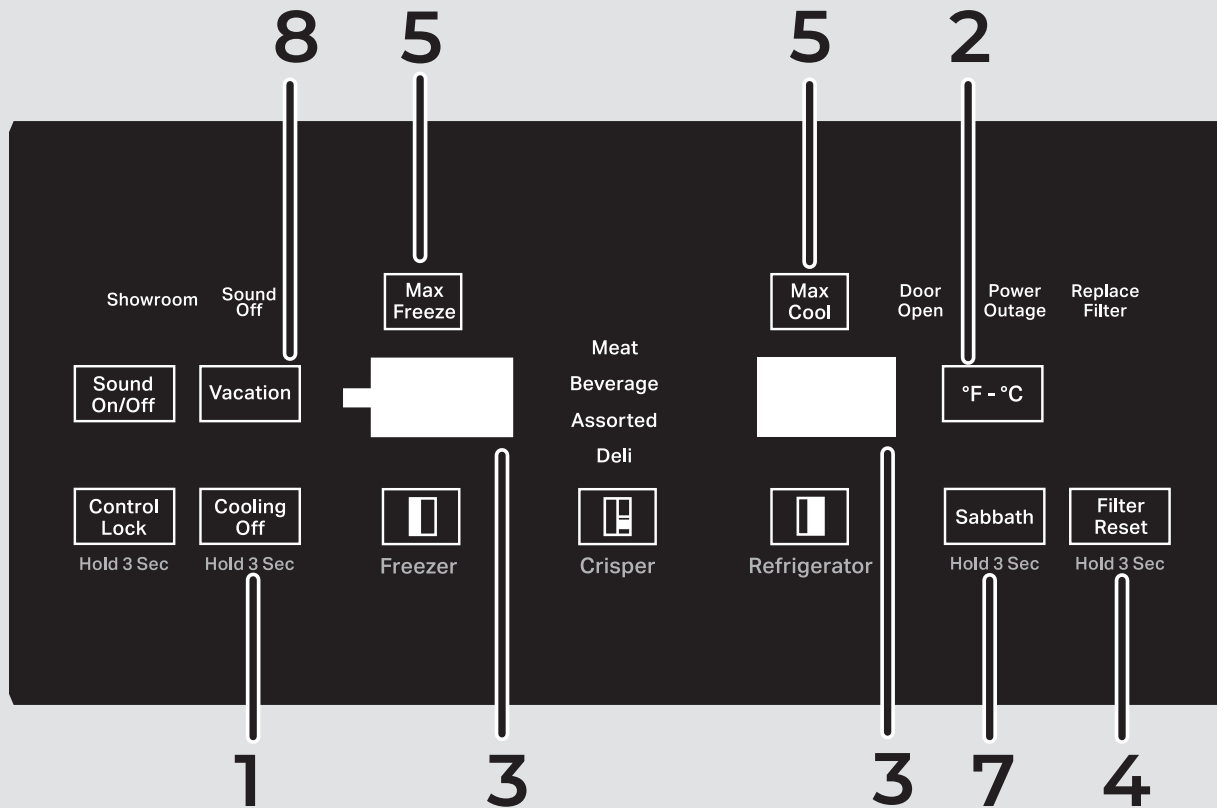 8 5 5 2
Showroom
Sound
Off
Max
Freeze
Max
Cool
Door
Open
Power
Outage
Replace
Filter
Meat
Beverage
Assorted
Deli
Sound
On/Off
Vacation
°F - °C
Control
Lock
Hold 3 Sec
Cooling
Off
Hold 3 Sec
Freezer
Crisper
Refrigerator
Sabbath
Hold 3 Sec
Filter
Reset
Hold 3 Sec
1 3 3 7 4